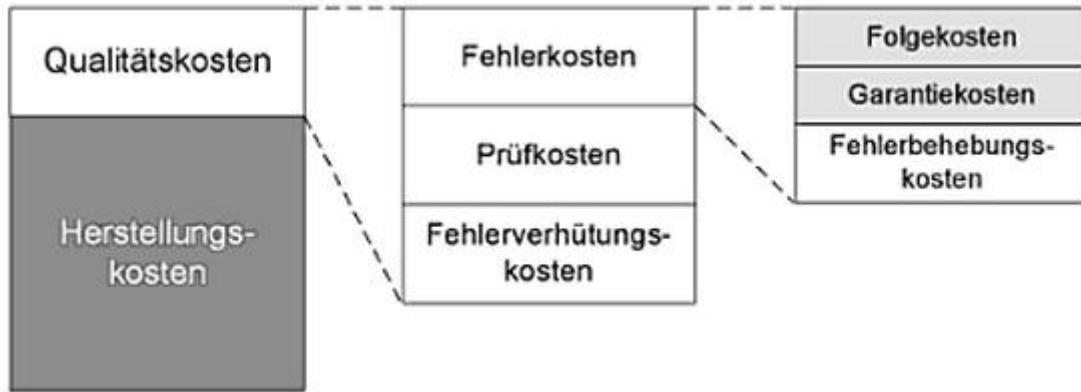 Qualitätskosten
Herstellungs-
kosten
Fehlerkosten
Prüfkosten
Fehlerverhütungs-
kosten
Folgekosten
Garantiekosten
Fehlerbehebungs-
kosten